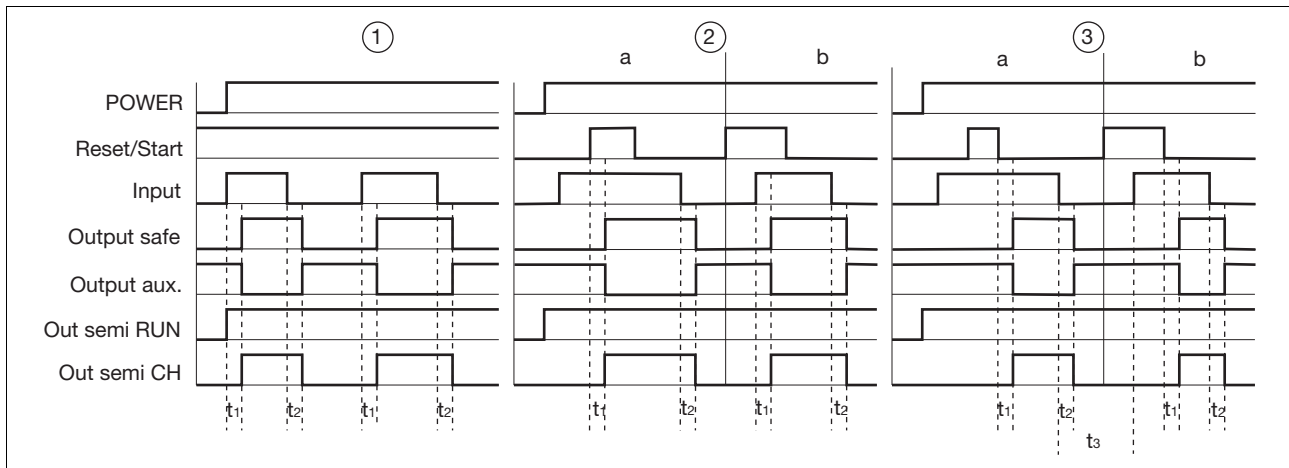 1 2 3
a b a b
POWER
Reset/Start
Input
Output safe
Output aux.
Out semi RUN
Out semi CH
t1 t2 t1 t2 t1 t2 t1 t2 t1 t2 t1 t2
t3